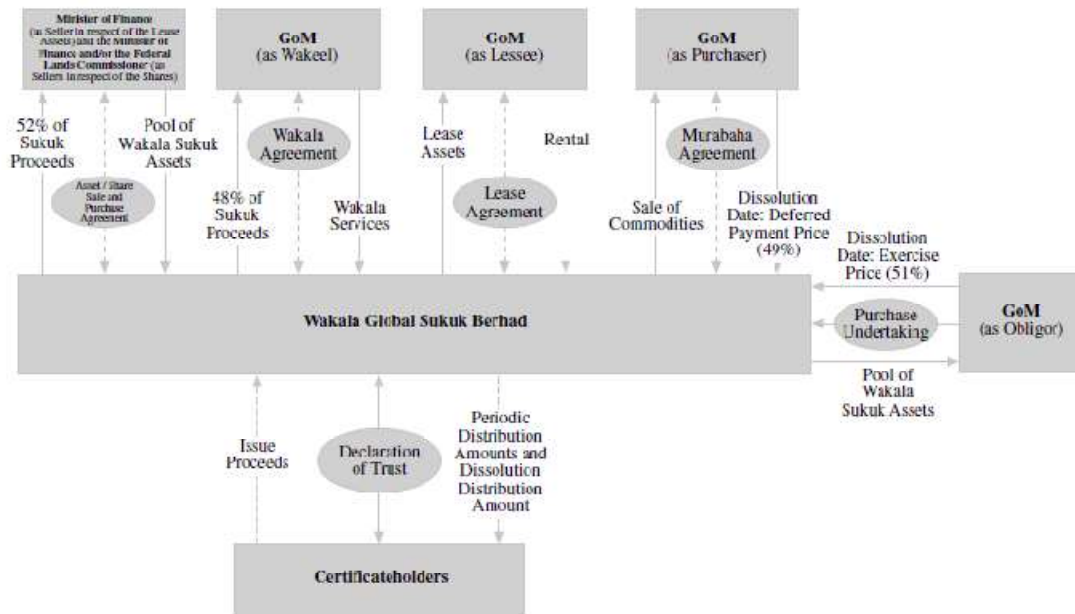 Minister of Finance
(as Seller in respect of the Lease
Assets) and the Minister of
Finance and/or the Federal
Lands Commissioner (as
Sellers in respect of the Shares)
GoM
(as Wakeel)
GoM
(as Lessee)
GoM
(as Purchaser)
52% of
Sukuk
Proceeds
Pool of
Wakala Sukuk
Assets
Asset / Share
Sale and
Purchase
Agreement
Wakala
Agreement
48% of
Sukuk
Proceeds
Wakala
Services
Lease
Assets
Rental
Lease
Agreement
Murabaha
Agreement
Sale of
Commodities
Dissolution
Date: Deferred
Payment Price
(49%)
Dissolution
Date: Exercise
Price (51%)
Wakala Global Sukuk Berhad
Purchase
Undertaking
GoM
(as Obligor)
Pool of
Wakala
Sukuk Assets
Issue
Proceeds
Declaration
of Trust
Periodic
Distribution
Amounts and
Dissolution
Distribution
Amount
Certificateholders